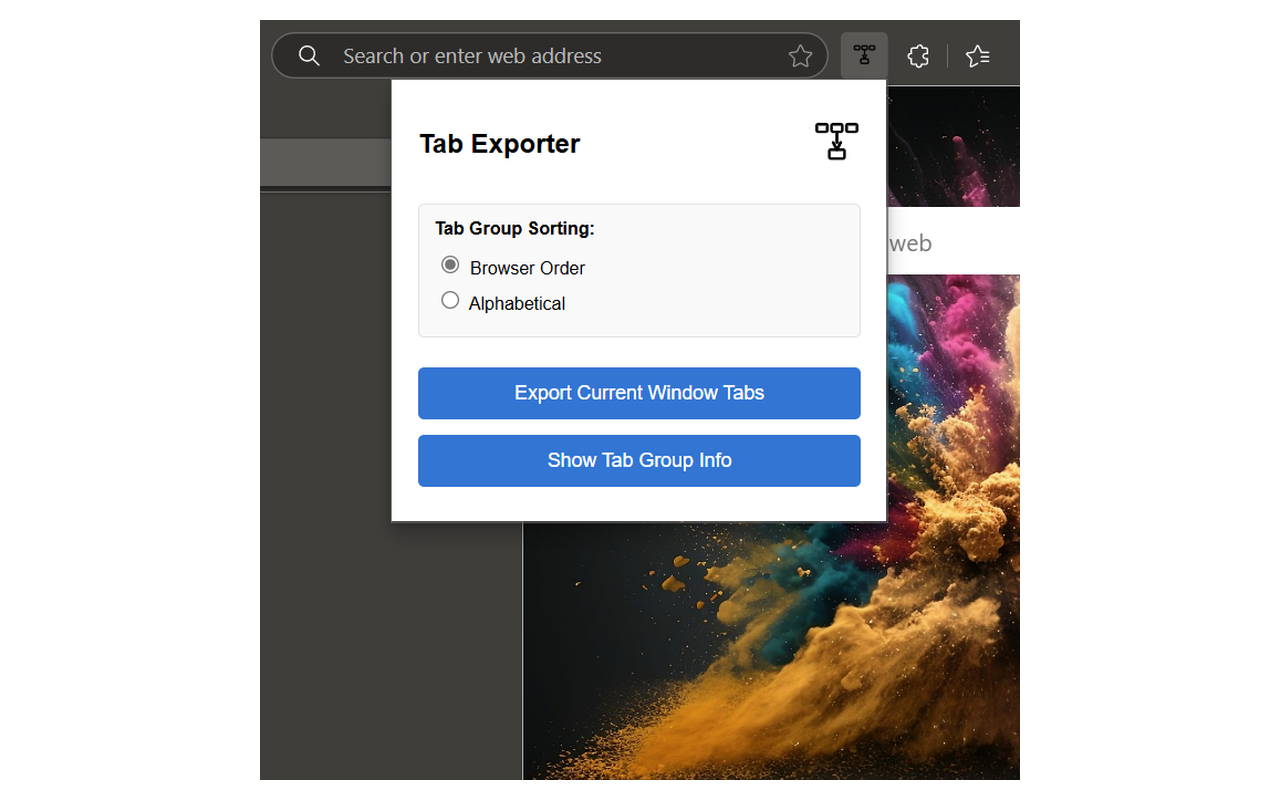 Search or enter web address
Tab Exporter
web
Tab Group Sorting:
Browser Order
Alphabetical
Export Current Window Tabs
Show Tab Group Info